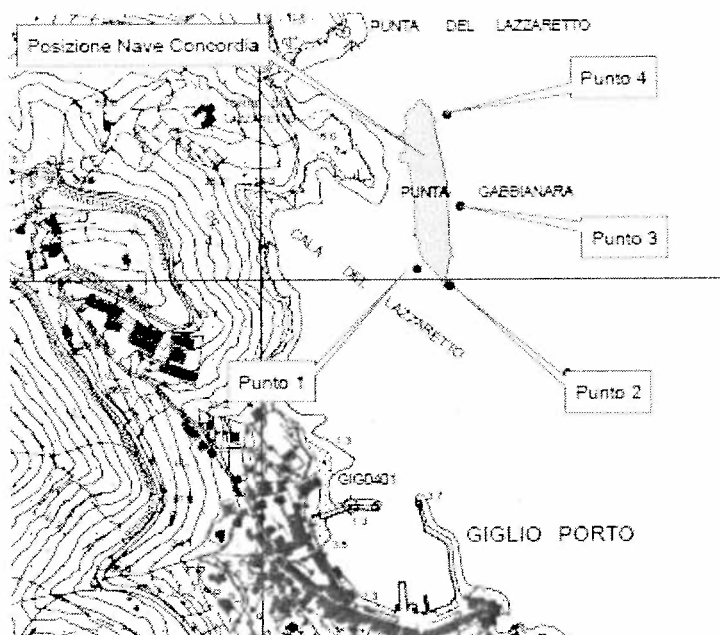 PUNTA DEL LAZZARETTO
Posizione Nave Concordia
Punto 4
PUNTA GABBIANARA
Punto 3
CALA DEL LAZZARETTO
Punto 1
Punto 2
GIG0401
GIGLIO PORTO